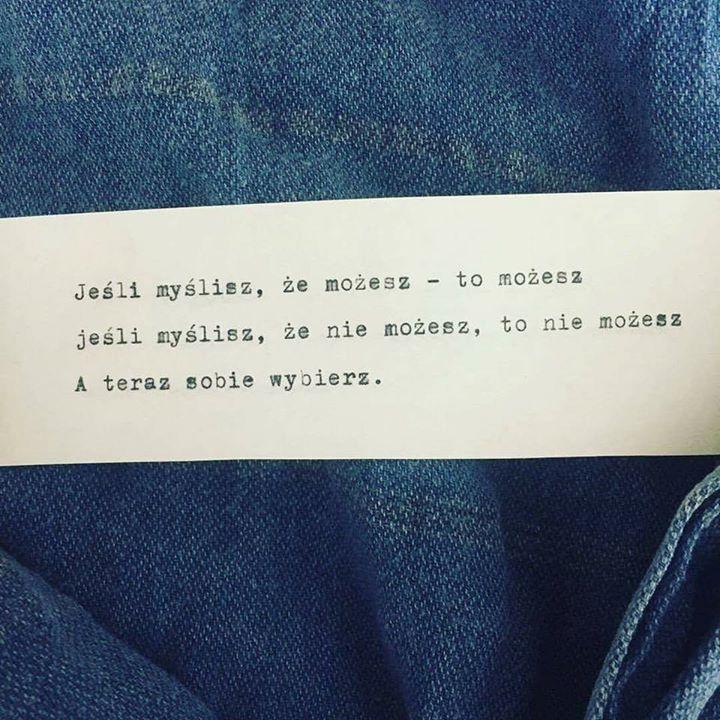 Jeśli myślisz, że możesz - to możesz
jeśli myślisz, że nie możesz, to nie możesz
A teraz sobie wybierz.